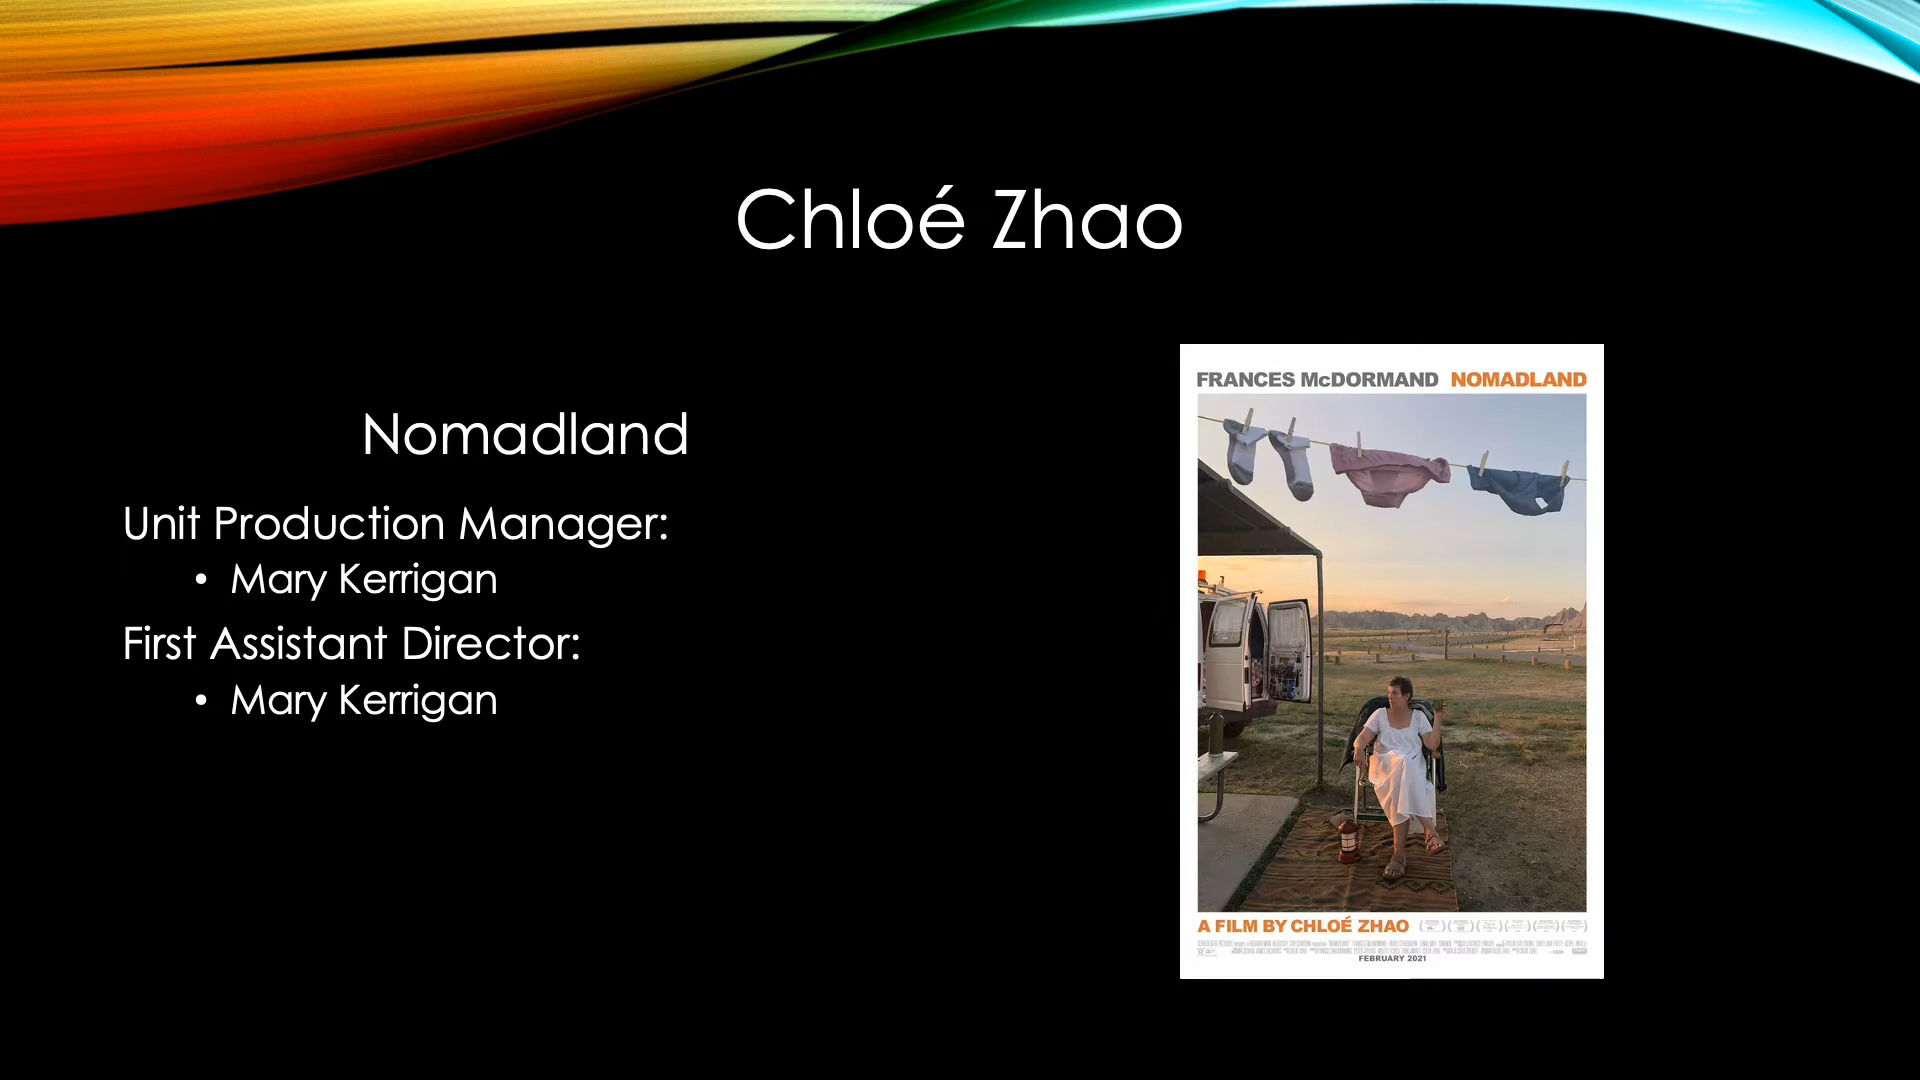 Chloé Zhao
Nomadland
Unit Production Manager:
• Mary Kerrigan
First Assistant Director:
• Mary Kerrigan
FRANCES McDORMAND NOMADLAND
A FILM BY CHLOÉ ZHAO
FEBRUARY 2021